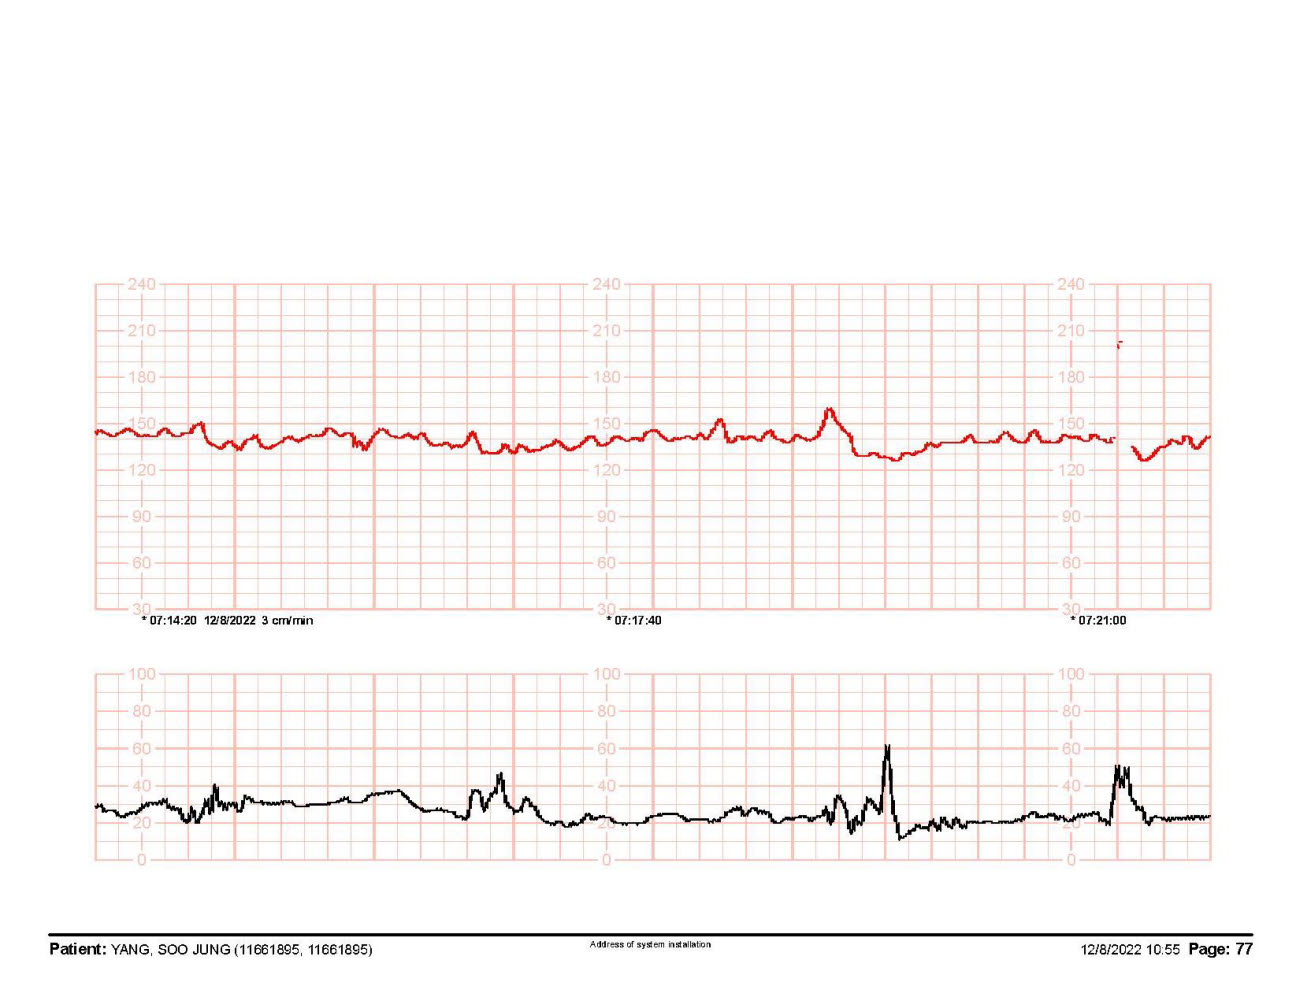 240 240 240
210 210 210
180 180 180
150 150 150
120 120 120
90 90 90
60 60 60
30 30 30
* 07:14:20 12/8/2022 3 cm/min * 07:17:40 * 07:21:00
100 100 100
80 80 80
60 60 60
40 40 40
20 20 20
0 0 0
Patient: YANG, SOO JUNG (11661895, 11661895) Address of system installation 12/8/2022 10:55 Page: 77